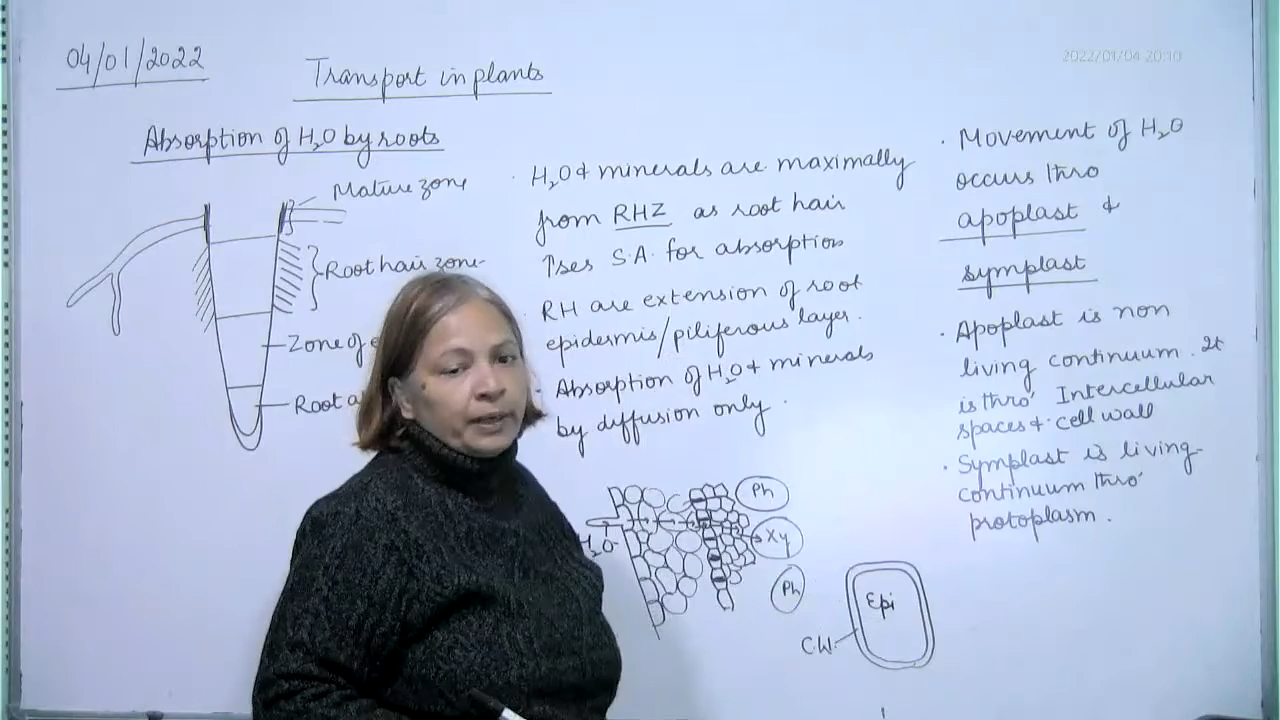 04/01/2022
2022/01/04 20:10
Transport in plants
Absorption of H₂O by roots
Mature zone
Root hair zone
Zone of
Root a
· H₂O & minerals are maximally
from RHZ as root hair
↑ses S.A. for absorption
· RH are extension of root
epidermis/piliferous layer.
· Absorption of H₂O & minerals
by diffusion only.
Ph
Xy
Ph
H₂O
· Movement of H₂O
occurs thro
apoplast &
symplast
· Apoplast is non
living continuum. It
is thro' Intercellular
spaces & cell wall
· Symplast is living
continuum thro'
protoplasm.
Epi
CW